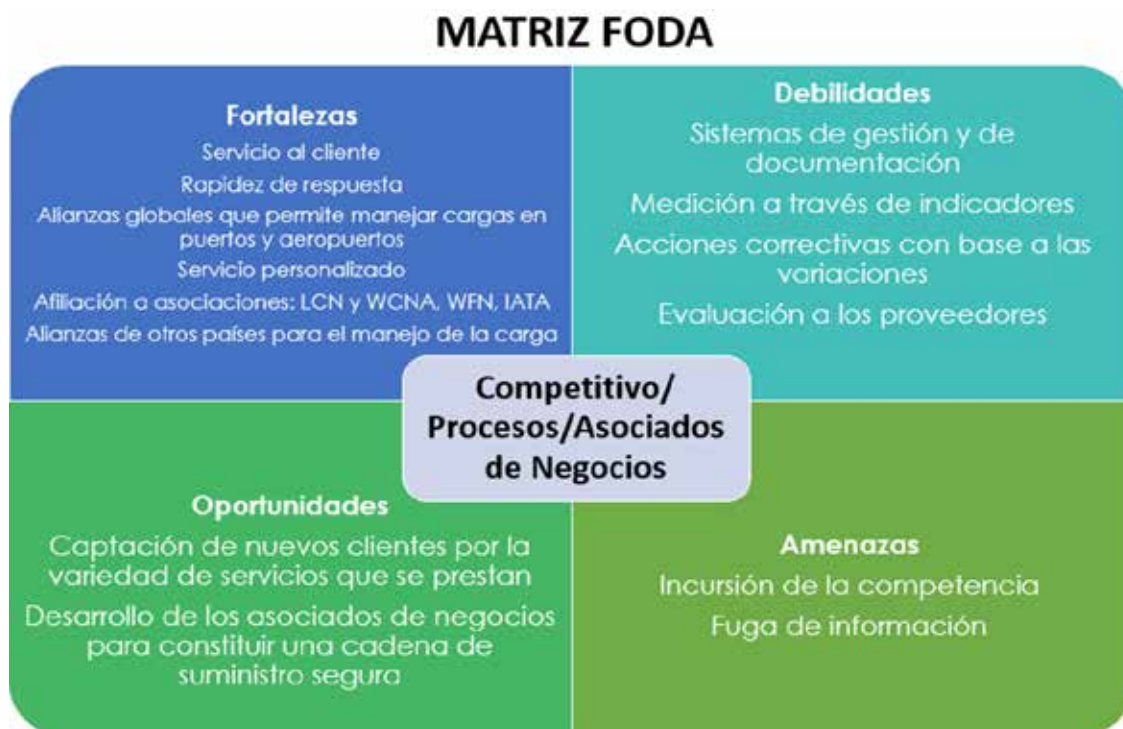 MATRIZ FODA
Fortalezas
Servicio al cliente
Rapidez de respuesta
Alianzas globales que permite manejar cargas en
puertos y aeropuertos
Servicio personalizado
Afiliación a asociaciones: LCN y WCNA, WFN, IATA
Alianzas de otros países para el manejo de la carga
Debilidades
Sistemas de gestión y de
documentación
Medición a través de indicadores
Acciones correctivas con base a las
variaciones
Evaluación a los proveedores
Competitivo/
Procesos/Asociados
de Negocios
Oportunidades
Captación de nuevos clientes por la
variedad de servicios que se prestan
Desarrollo de los asociados de negocios
para constituir una cadena de
suministro segura
Amenazas
Incursión de la competencia
Fuga de información